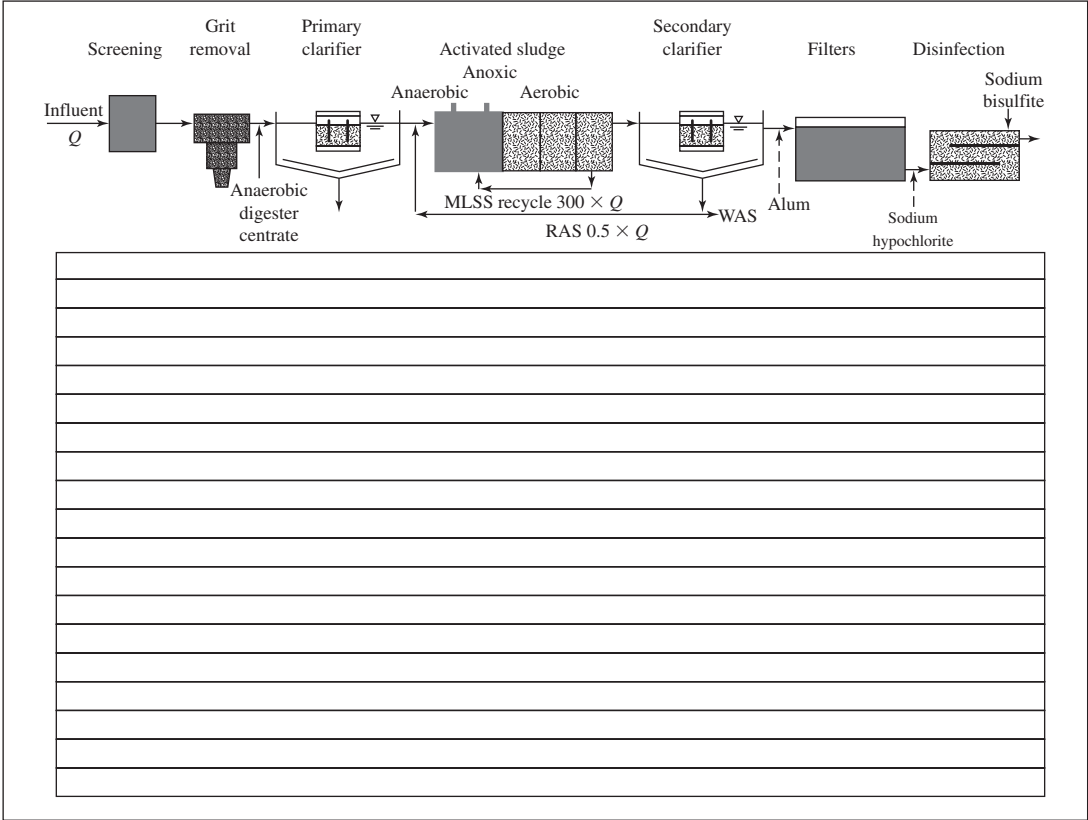 Screening
Grit
removal
Primary
clarifier
Activated sludge
Anoxic
Anaerobic
Aerobic
Secondary
clarifier
Filters
Disinfection
Sodium
bisulfite
Influent
Q
Anaerobic
digester
centrate
MLSS recycle 300 × Q
RAS 0.5 × Q
WAS
Alum
Sodium
hypochlorite